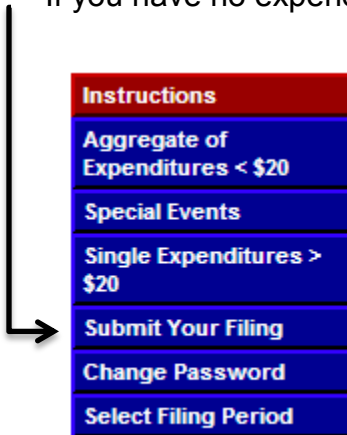 If you have no expend
Instructions
Aggregate of
Expenditures < $20
Special Events
Single Expenditures >
$20
Submit Your Filing
Change Password
Select Filing Period